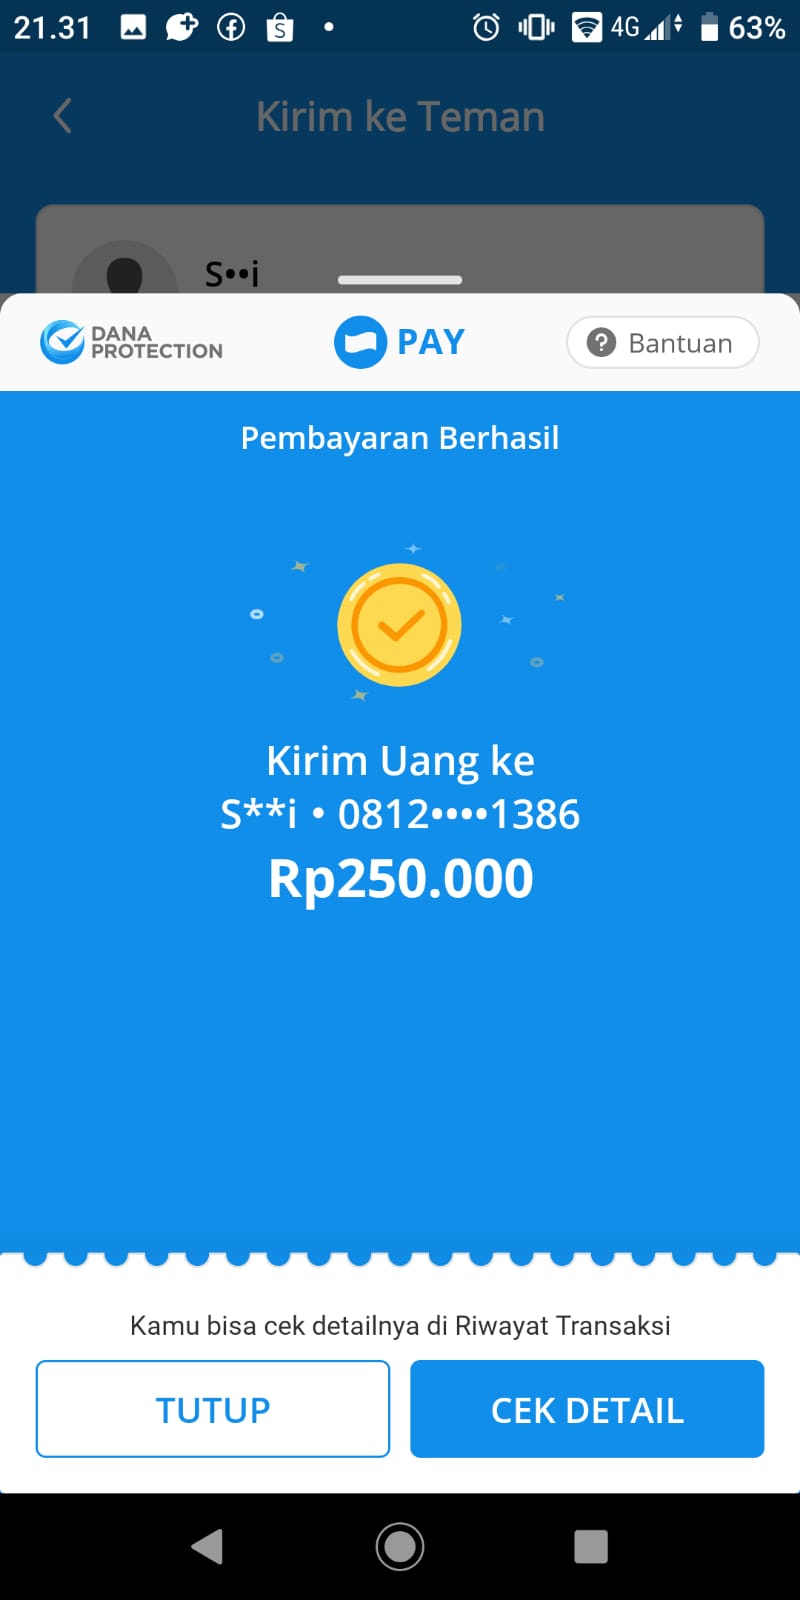 21.31
4G
63%
Kirim ke Teman
S••i
DANA
PROTECTION
PAY
? Bantuan
Pembayaran Berhasil
Kirim Uang ke
S**i • 0812••••1386
Rp250.000
Kamu bisa cek detailnya di Riwayat Transaksi
TUTUP
CEK DETAIL